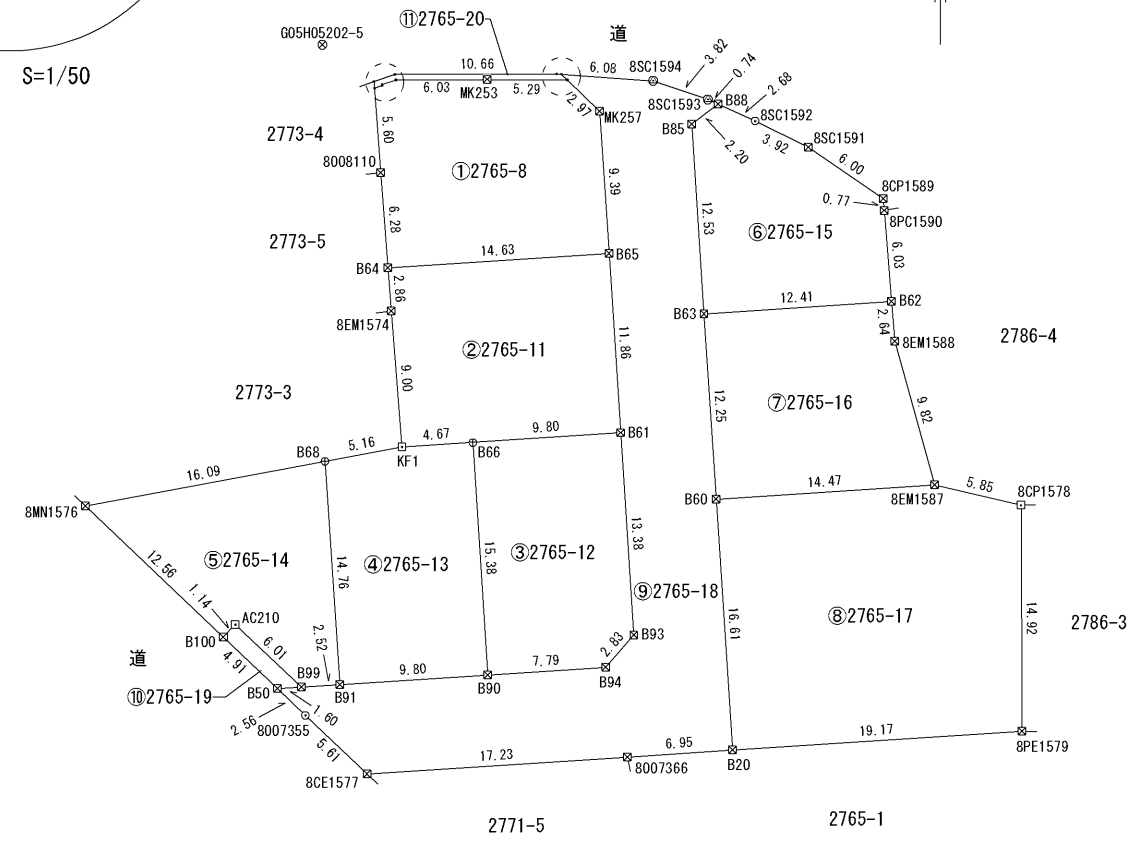 ⑪2765-20
G05H05202-5
道
S=1/50
10.66
6.08
8SC1594
3.82
0.74
6.03
MK253
5.29
2.97
8SC1593
B88
2.68
MK257
8SC1592
B85
2.20
3.92
8SC1591
2773-4
5.60
8008110
①2765-8
9.39
6.00
8CP1589
0.77
8PC1590
12.53
⑥2765-15
6.28
6.03
2773-5
14.63
B65
B64
2.86
12.41
B62
8EM1574
B63
2.64
8EM1588
2786-4
②2765-11
11.86
9.00
2773-3
12.25
⑦2765-16
9.82
B68
5.16
4.67
9.80
B61
KF1
B66
16.09
14.47
5.85
8CP1578
B60
8EM1587
8MN1576
12.56
⑤2765-14
14.76
④2765-13
15.38
③2765-12
13.38
⑨2765-18
1.14
AC210
16.61
⑧2765-17
14.92
2786-3
B100
6.01
2.52
B93
2.83
道
4.91
B99
9.80
7.79
⑩2765-19
B50
B91
B90
B94
2.56
1.60
8007355
5.61
17.23
6.95
19.17
8CE1577
8007366
B20
8PE1579
2771-5
2765-1